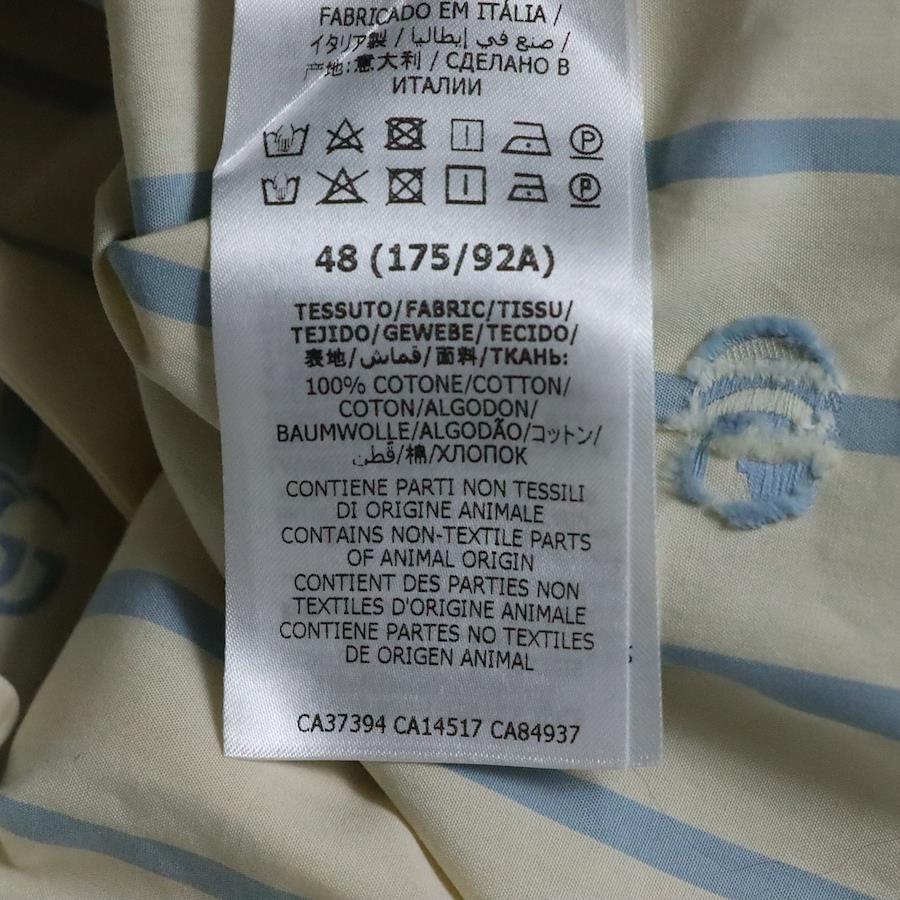 FABRICADO EM ITÁLIA /
イタリア製 / صنع في إيطاليا /
产地:意大利 / СДЕЛАНО В
ИТАЛИИ
48 (175/92A)
TESSUTO/FABRIC/TISSU/
TEJIDO/GEWEBE/TECIDO/
表地/قماش/面料/ТКАНЬ:
100% COTONE/COTTON/
COTON/ALGODON/
BAUMWOLLE/ALGODÃO/コットン/
قطن/棉/ХЛОПОК
CONTIENE PARTI NON TESSILI
DI ORIGINE ANIMALE
CONTAINS NON-TEXTILE PARTS
OF ANIMAL ORIGIN
CONTIENT DES PARTIES NON
TEXTILES D'ORIGINE ANIMALE
CONTIENE PARTES NO TEXTILES
DE ORIGEN ANIMAL
CA37394 CA14517 CA84937